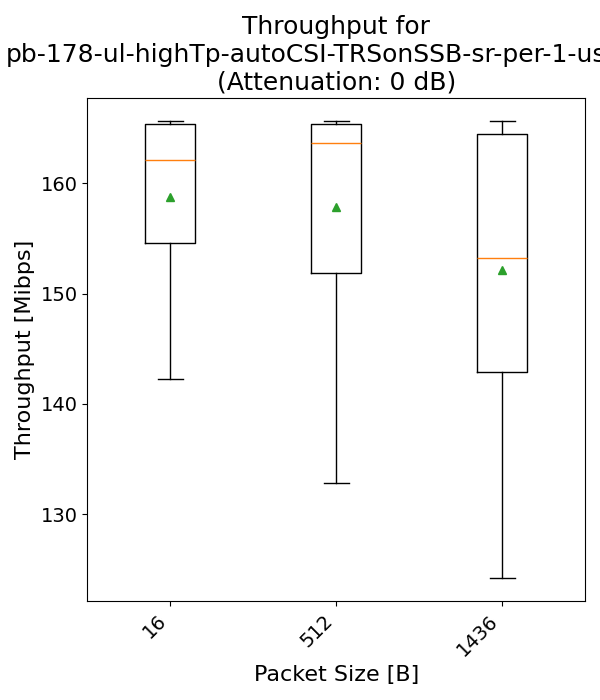 Throughput for
pb-178-ul-highTp-autoCSI-TRSonSSB-sr-per-1-us
(Attenuation: 0 dB)
Throughput [Mibps]
160
150
140
130
16
512
1436
Packet Size [B]